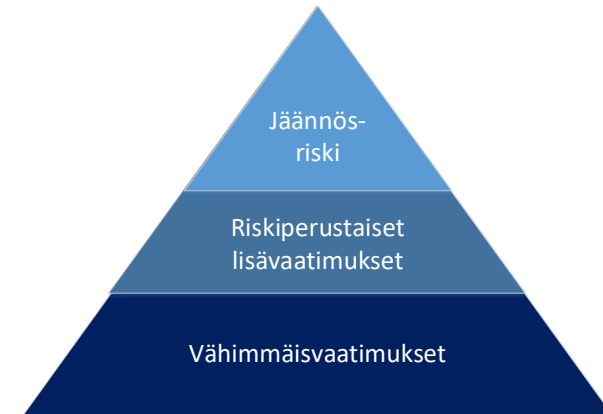 Jäännös-
riski
Riskiperustaiset
lisävaatimukset
Vähimmäisvaatimukset